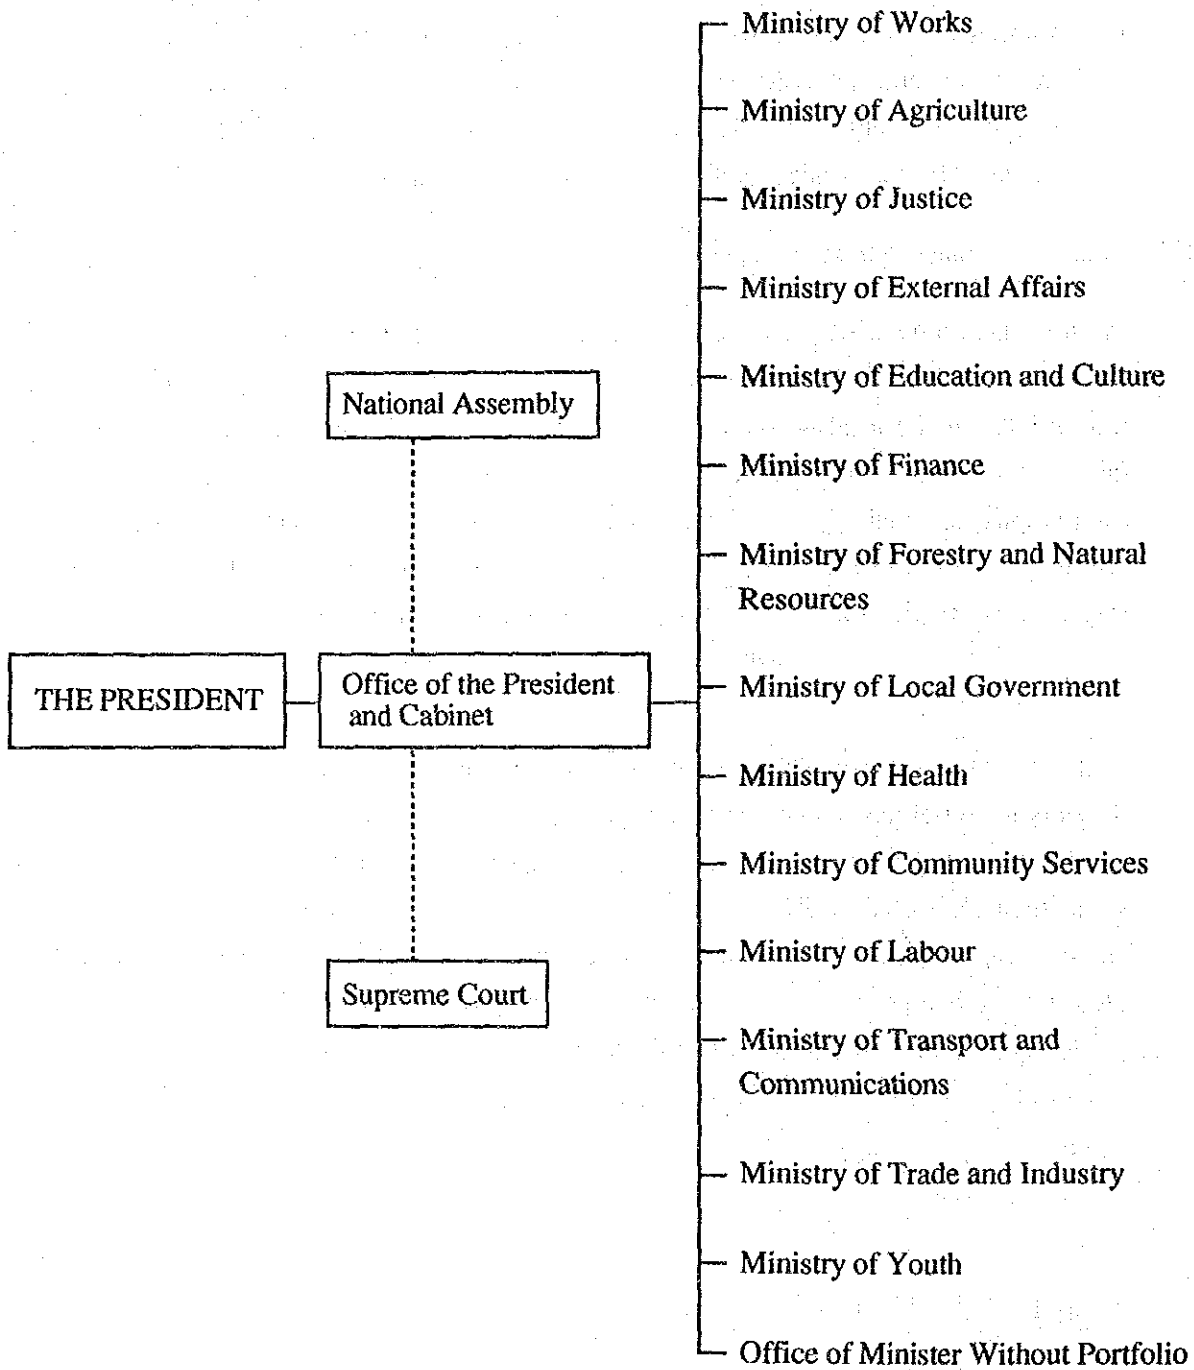 Ministry of Works
Ministry of Agriculture
Ministry of Justice
Ministry of External Affairs
National Assembly
Ministry of Education and Culture
Ministry of Finance
Ministry of Forestry and Natural
Resources
THE PRESIDENT
Office of the President
and Cabinet
Ministry of Local Government
Ministry of Health
Ministry of Community Services
Supreme Court
Ministry of Labour
Ministry of Transport and
Communications
Ministry of Trade and Industry
Ministry of Youth
Office of Minister Without Portfolio